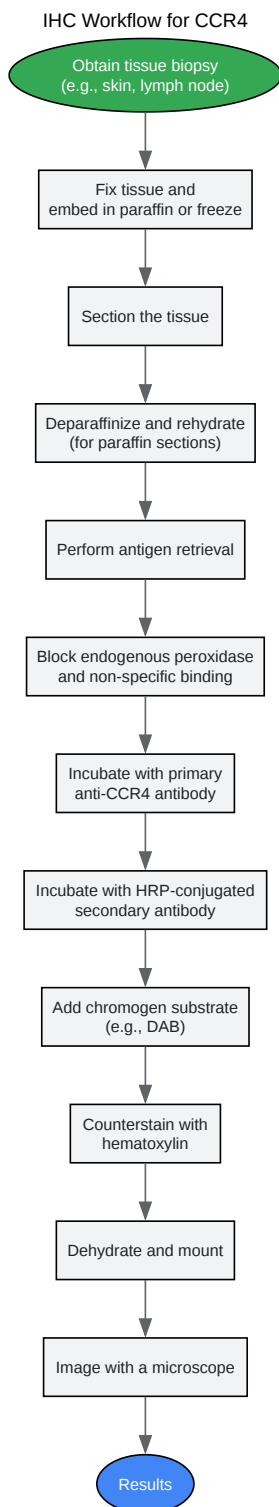 IHC Workflow for CCR4
Obtain tissue biopsy
(e.g., skin, lymph node)
Fix tissue and
embed in paraffin or freeze
Section the tissue
Deparaffinize and rehydrate
(for paraffin sections)
Perform antigen retrieval
Block endogenous peroxidase
and non-specific binding
Incubate with primary
anti-CCR4 antibody
Incubate with HRP-conjugated
secondary antibody
Add chromogen substrate
(e.g., DAB)
Counterstain with
hematoxylin
Dehydrate and mount
Image with a microscope
Results